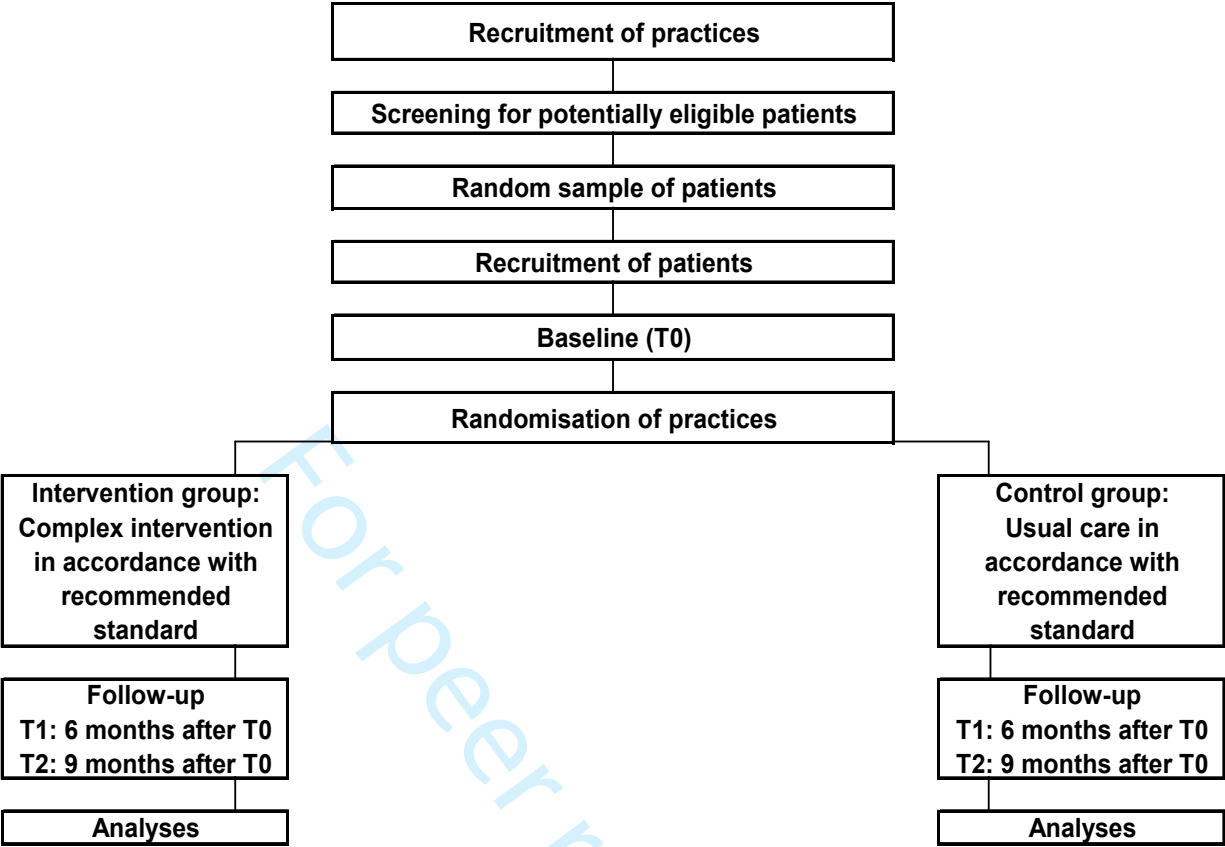 Recruitment of practices
Screening for potentially eligible patients
Random sample of patients
Recruitment of patients
Baseline (T0)
Randomisation of practices
Intervention group:
Complex intervention
in accordance with
recommended
standard
Control group:
Usual care in
accordance with
recommended
standard
Follow-up
T1: 6 months after T0
T2: 9 months after T0
Follow-up
T1: 6 months after T0
T2: 9 months after T0
Analyses
Analyses
For peer